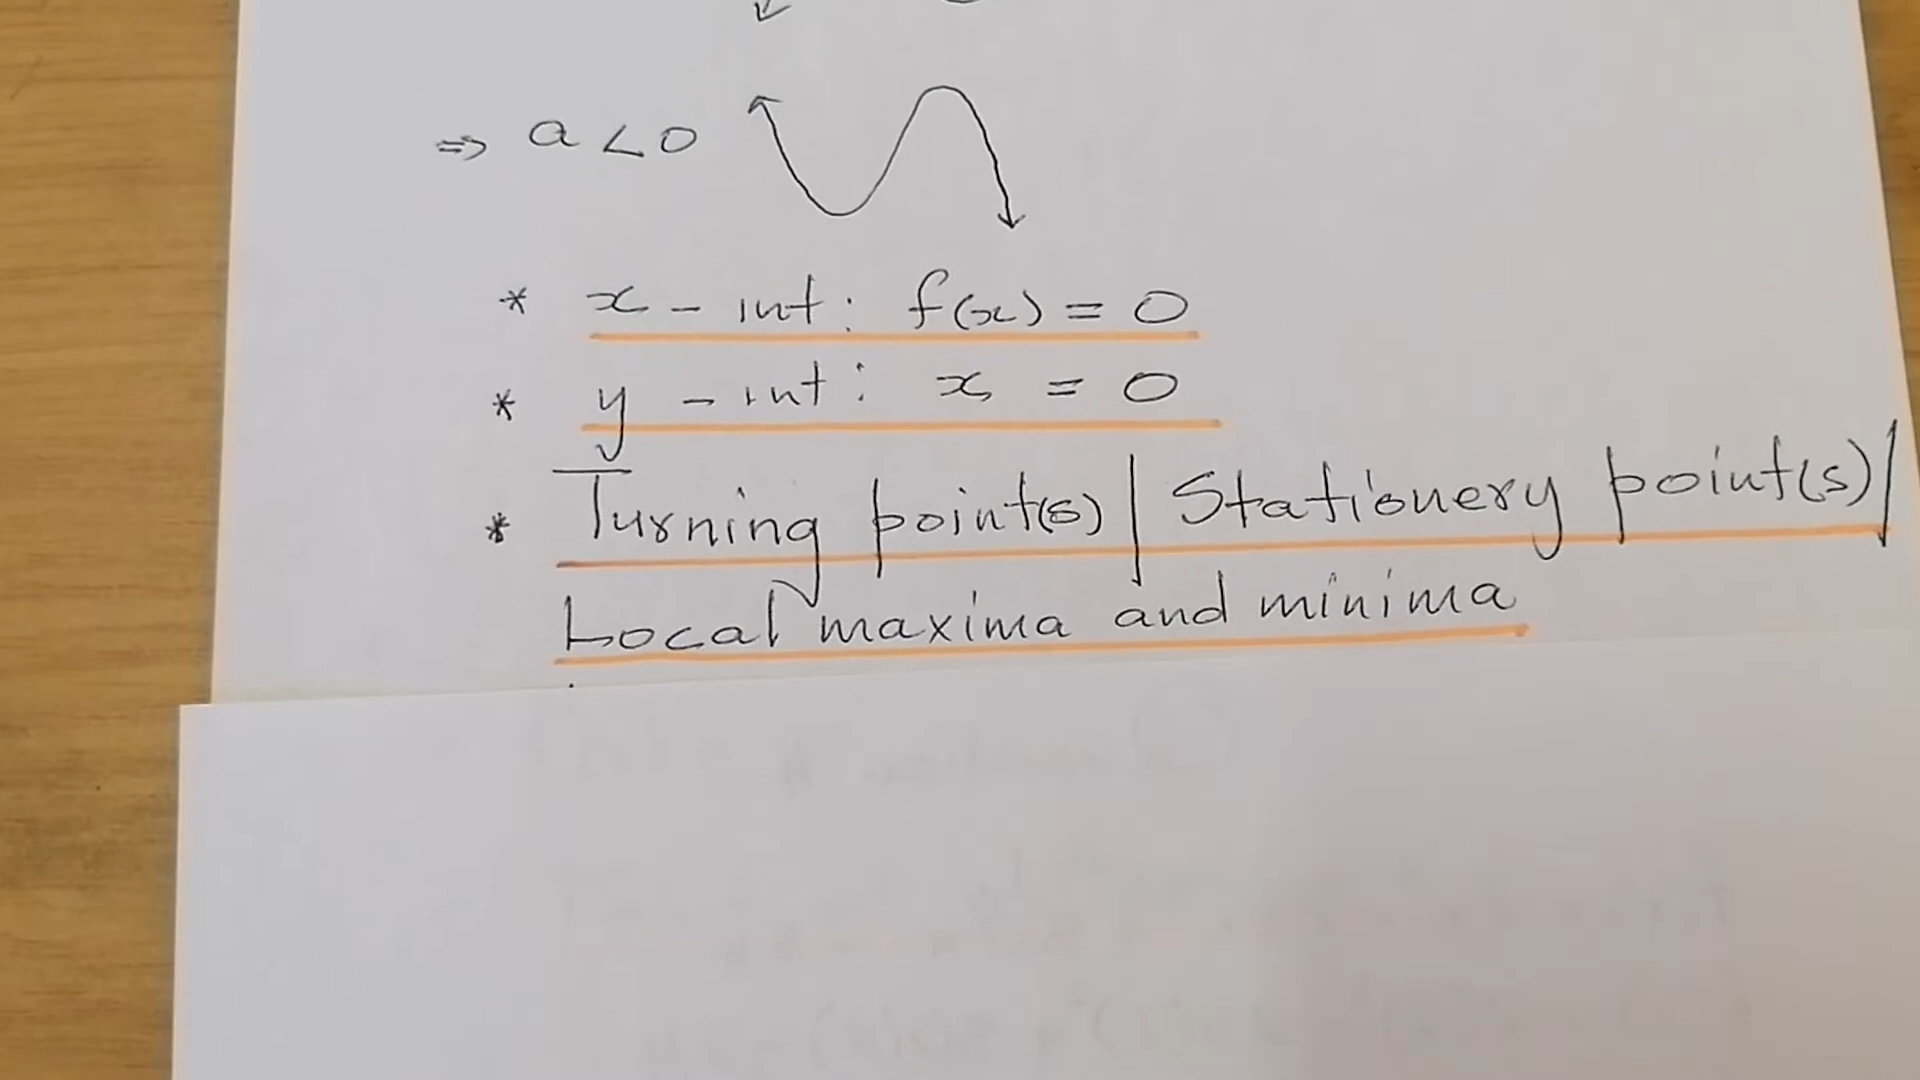 ⇒ a < 0
* x - int: f(x) = 0
* y - int: x = 0
* Turning point(s) | Stationery point(s) |
Local maxima and minima